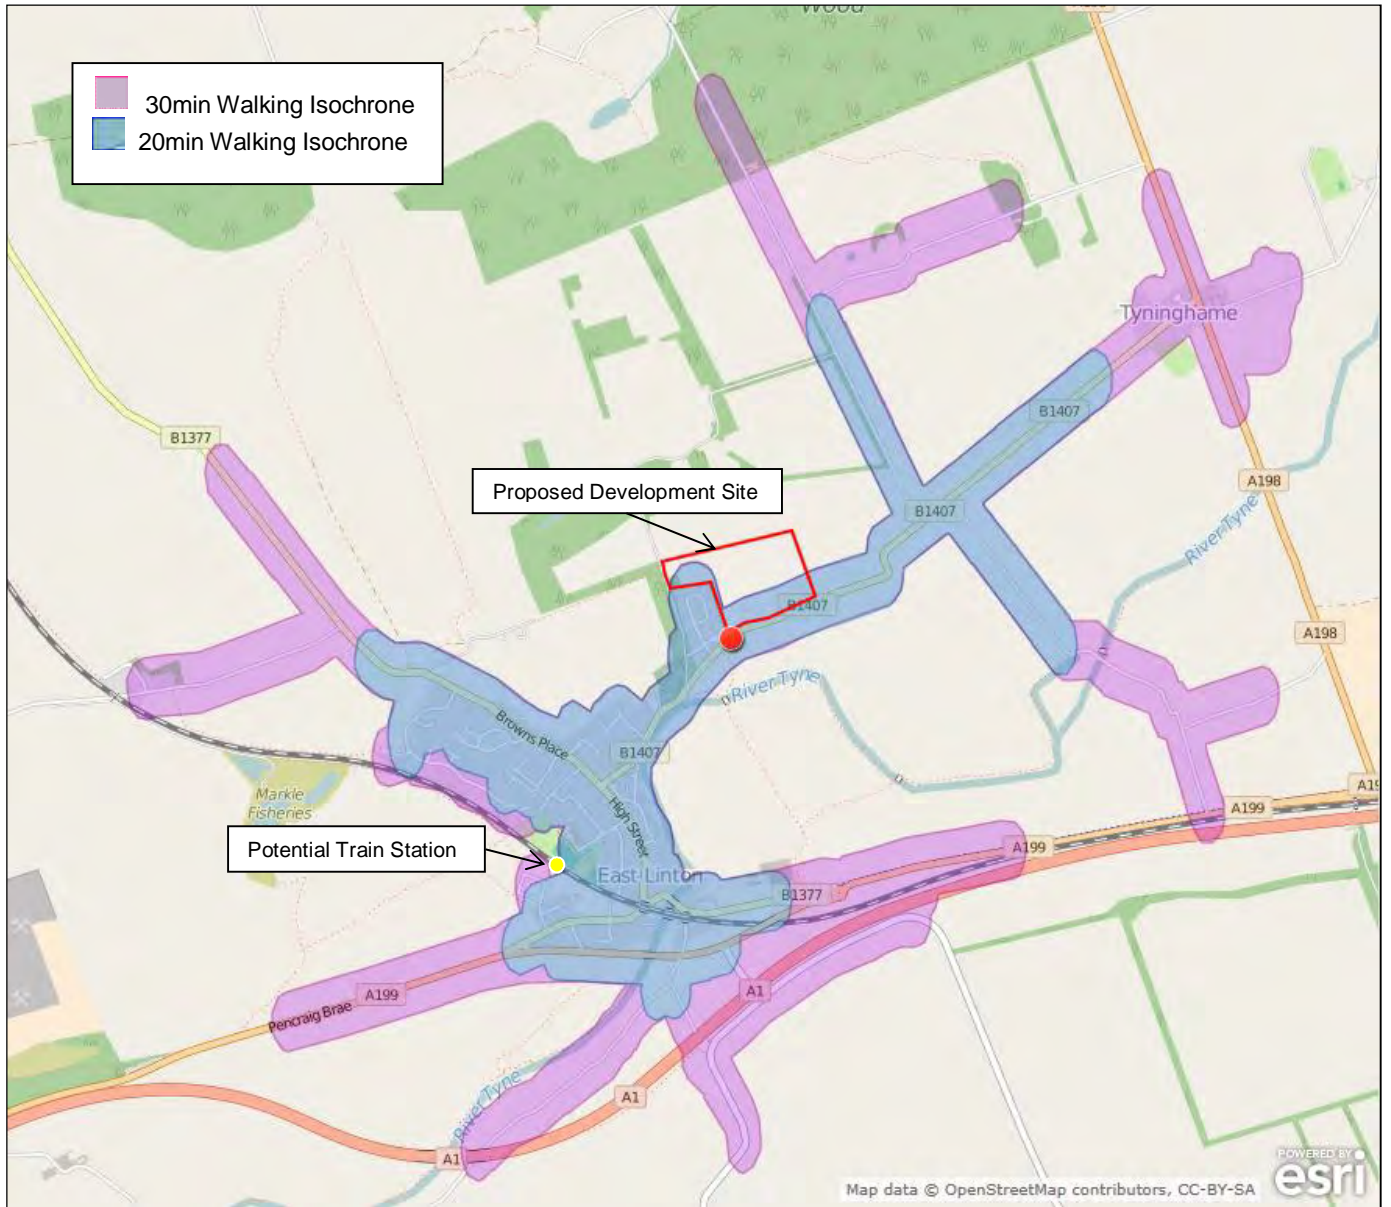 Wood
30min Walking Isochrone
20min Walking Isochrone
Tyninghame
B1407
B1377
A198
Proposed Development Site
B1407
River Tyne
B1407
A198
River Tyne
Browns Place
B1407
Markle
Fisheries
High Street
A199
Potential Train Station
A199
East Linton
B1377
A199
A1
Pencraig Brae
River Tyne
A1
A1
POWERED BY
esri
Map data © OpenStreetMap contributors, CC-BY-SA